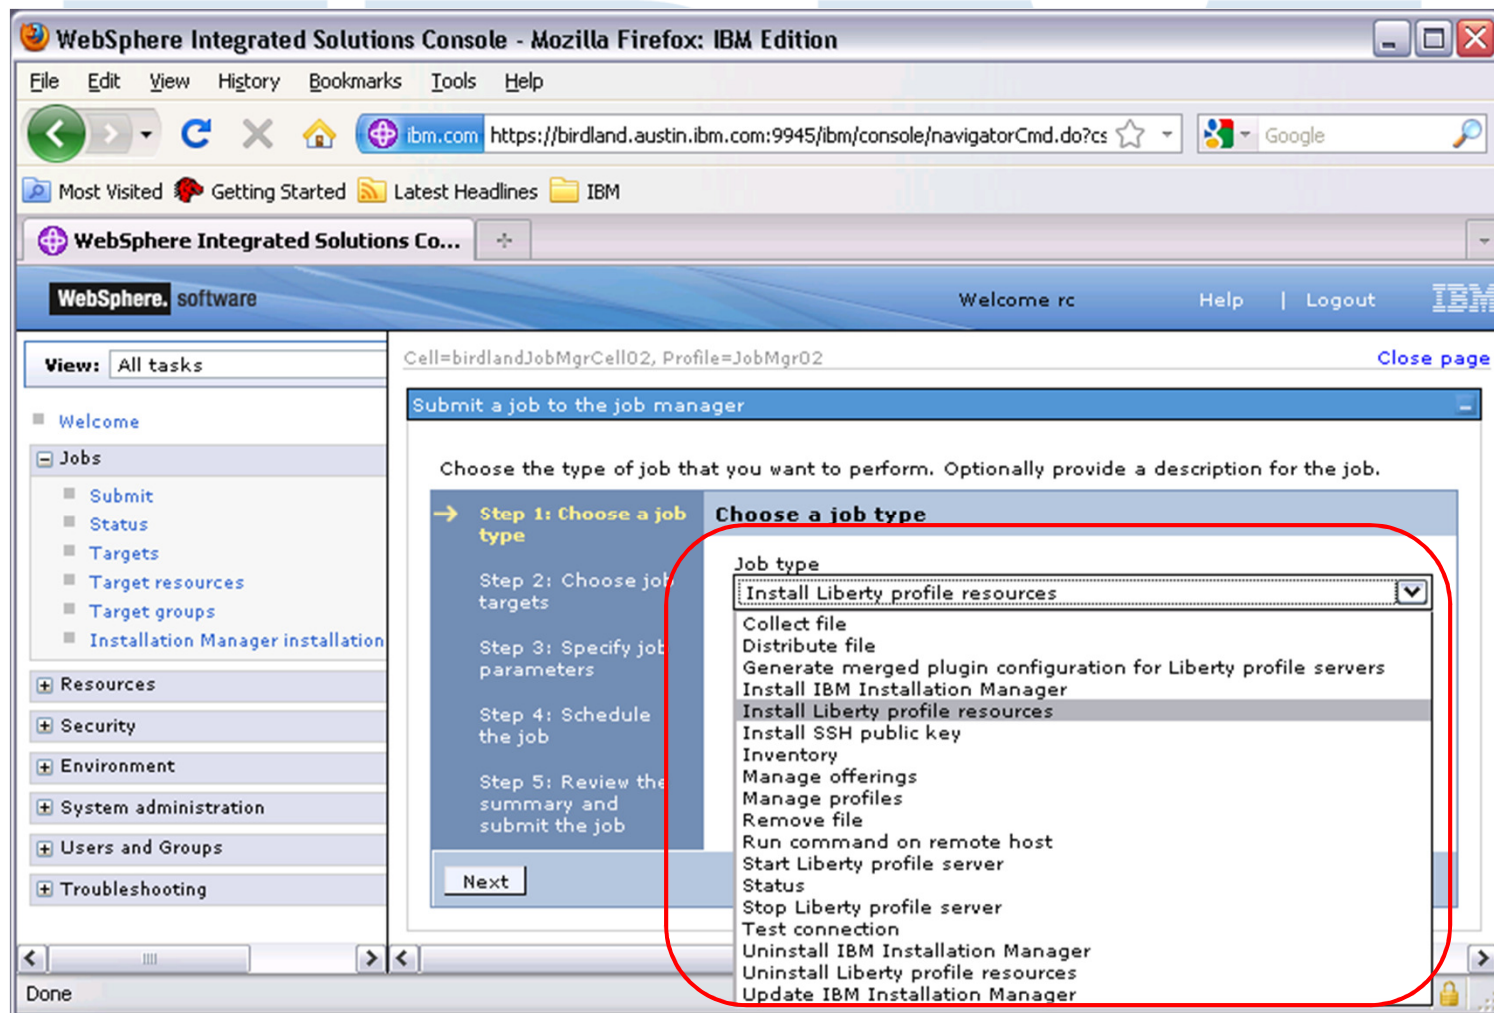 WebSphere Integrated Solutions Console - Mozilla Firefox: IBM Edition
File Edit View History Bookmarks Tools Help
ibm.com https://birdland.austin.ibm.com:9945/ibm/console/navigatorCmd.do?cs Google
Most Visited Getting Started Latest Headlines IBM
WebSphere Integrated Solutions Co...
WebSphere. software Welcome rc Help | Logout IBM
View: All tasks
Welcome
Jobs
Submit
Status
Targets
Target resources
Target groups
Installation Manager installation
Resources
Security
Environment
System administration
Users and Groups
Troubleshooting
Cell=birdlandJobMgrCell02, Profile=JobMgr02 Close page
Submit a job to the job manager
Choose the type of job that you want to perform. Optionally provide a description for the job.
Step 1: Choose a job
type
Step 2: Choose job
targets
Step 3: Specify job
parameters
Step 4: Schedule
the job
Step 5: Review the
summary and
submit the job
Next
Choose a job type
Job type
Install Liberty profile resources
Collect file
Distribute file
Generate merged plugin configuration for Liberty profile servers
Install IBM Installation Manager
Install Liberty profile resources
Install SSH public key
Inventory
Manage offerings
Manage profiles
Remove file
Run command on remote host
Start Liberty profile server
Status
Stop Liberty profile server
Test connection
Uninstall IBM Installation Manager
Uninstall Liberty profile resources
Update IBM Installation Manager
Done